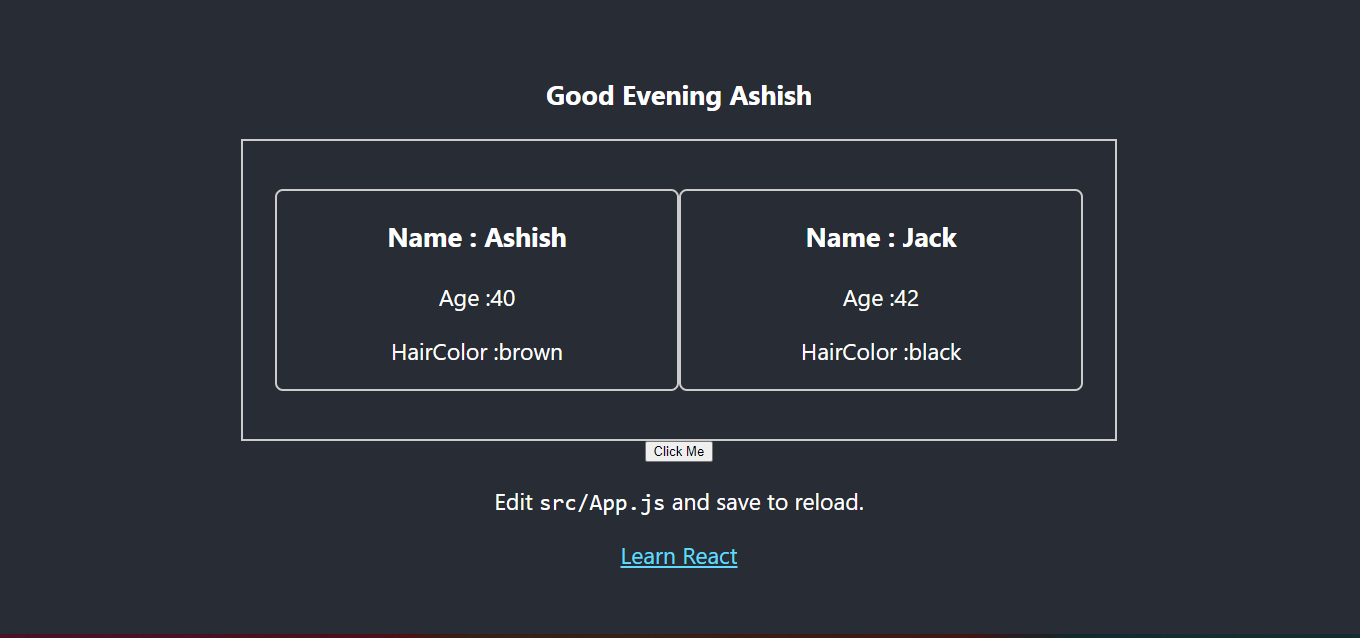 Good Evening Ashish
Name : Ashish
Age :40
HairColor :brown
Name : Jack
Age :42
HairColor :black
Click Me
Edit src/App.js and save to reload.
Learn React